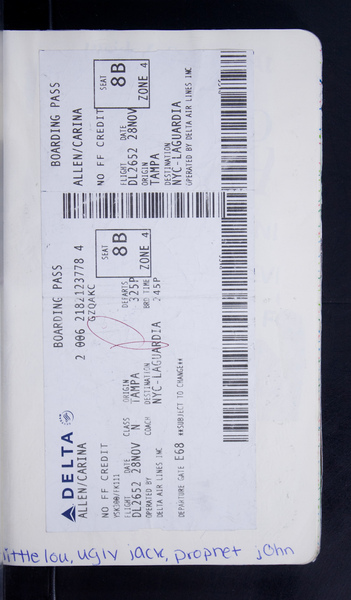 BOARDING PASS
ALLEN/CARINA
NO FF CREDIT
SEAT
8B
ZONE 4
FLIGHT DATE
DL2652 28NOV
ORIGIN
TAMPA
DESTINATION
NYC-LAGUARDIA
OPERATED BY DELTA AIR LINES INC
BOARDING PASS
2 006 2182123778 4
GZQAKC
SEAT
8B
ZONE 4
DELTA
ALLEN/CARINA
NO FF CREDIT
FLIGHT DATE CLASS ORIGIN DEPARTS
DL2652 28NOV N TAMPA 325P
OPERATED BY COACH DESTINATION BRD TIME
DELTA AIR LINES INC NYC-LAGUARDIA 245P
DEPARTURE GATE E68 **SUBJECT TO CHANGE**
little lou, ugly jack, prophet john